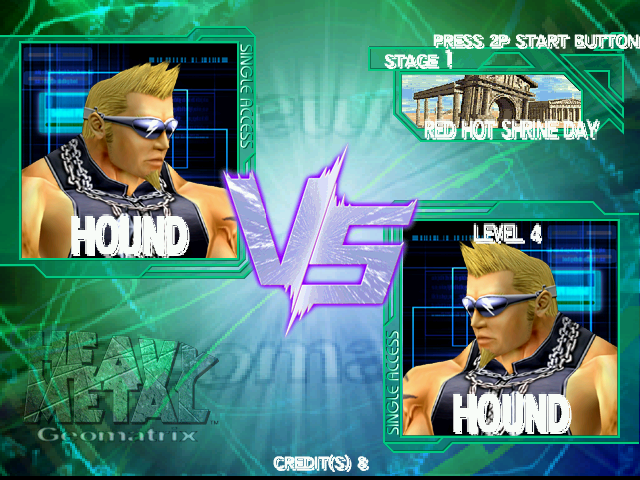 PRESS 2P START BUTTON
STAGE 1
SINGLE ACCESS
RED HOT SHRINE DAY
HOUND
VS
LEVEL 4
SINGLE ACCESS
HOUND
HEAVY
METAL™
Geomatrix
CREDIT(S) 8